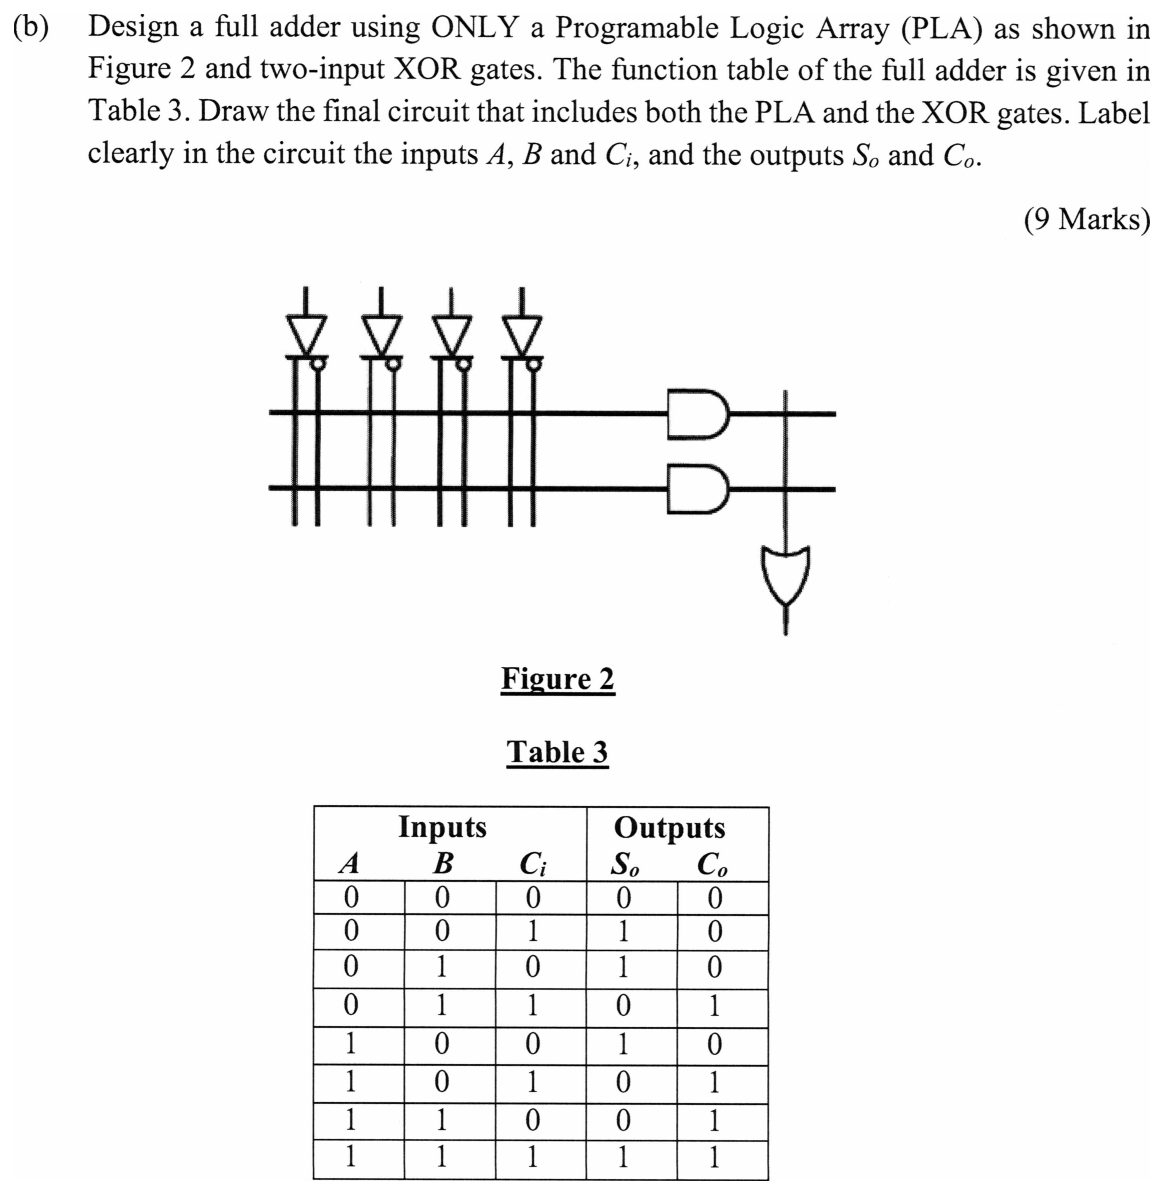 (b) Design a full adder using ONLY a Programable Logic Array (PLA) as shown in
Figure 2 and two-input XOR gates. The function table of the full adder is given in
Table 3. Draw the final circuit that includes both the PLA and the XOR gates. Label
clearly in the circuit the inputs A, B and Ci, and the outputs So and Co.
(9 Marks)
Figure 2
Table 3
Inputs Outputs
A B Ci So Co
0 0 0 0 0
0 0 1 1 0
0 1 0 1 0
0 1 1 0 1
1 0 0 1 0
1 0 1 0 1
1 1 0 0 1
1 1 1 1 1